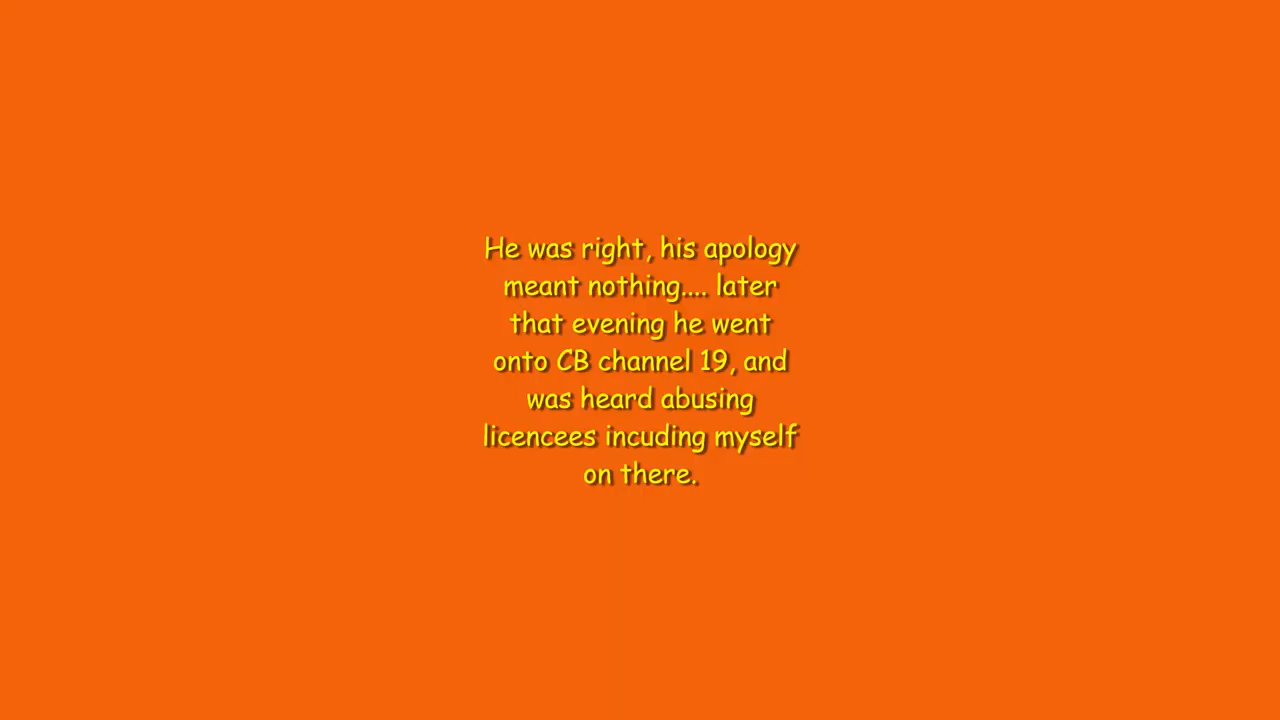 He was right, his apology
meant nothing.... later
that evening he went
onto CB channel 19, and
was heard abusing
licencees incuding myself
on there.